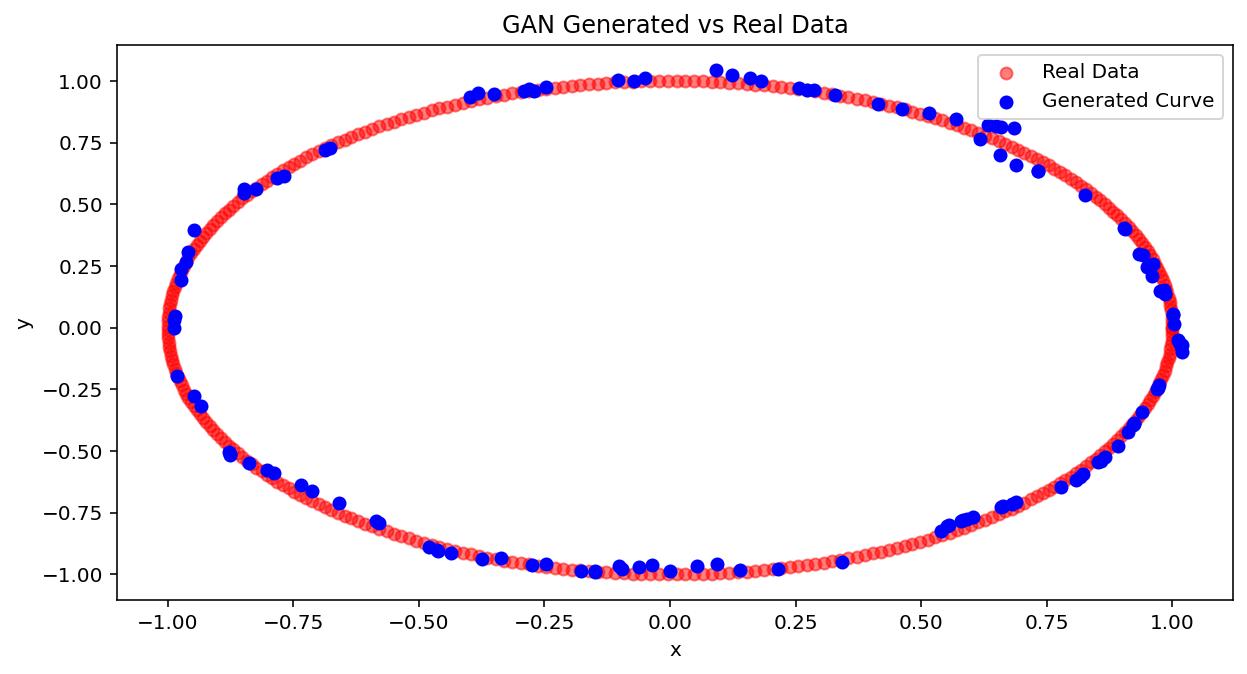 GAN Generated vs Real Data
Real Data
Generated Curve
1.00
0.75
0.50
0.25
0.00
−0.25
−0.50
−0.75
−1.00
y
−1.00 −0.75 −0.50 −0.25 0.00 0.25 0.50 0.75 1.00
x